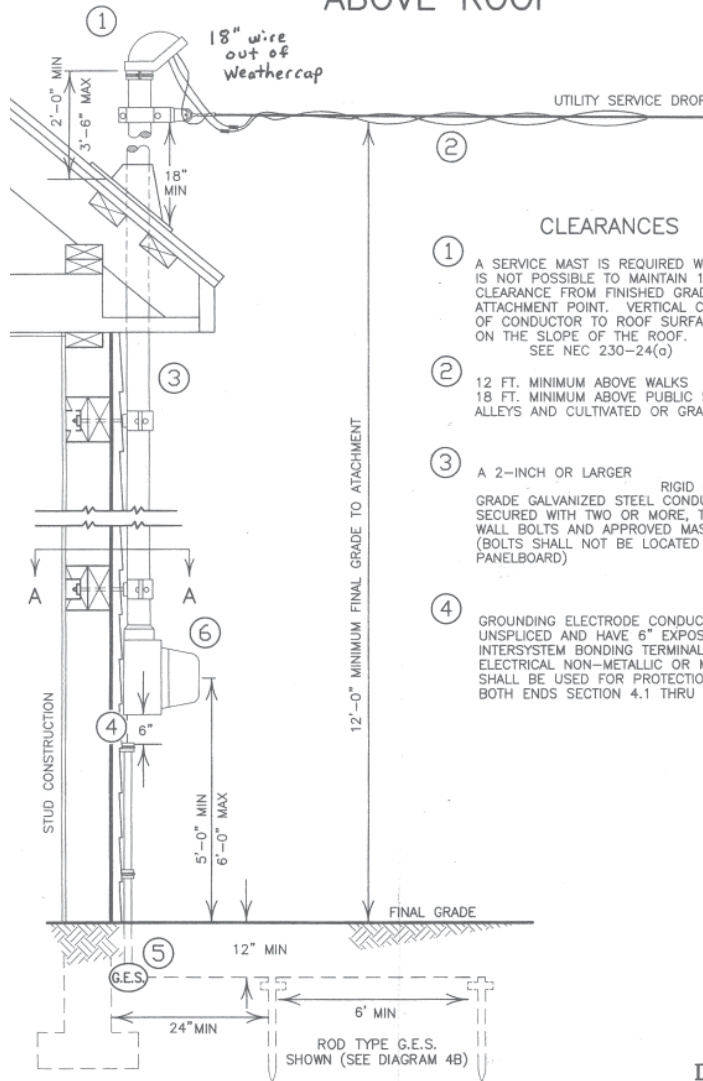 ABOVE ROOF
1
18" wire
out of
Weathercap
2'-0" MIN
3'-6" MAX
UTILITY SERVICE DROP
2
18"
MIN
CLEARANCES
1
A SERVICE MAST IS REQUIRED W
IS NOT POSSIBLE TO MAINTAIN 1
CLEARANCE FROM FINISHED GRAD
ATTACHMENT POINT. VERTICAL C
OF CONDUCTOR TO ROOF SURFA
ON THE SLOPE OF THE ROOF.
SEE NEC 230-24(a)
2
12 FT. MINIMUM ABOVE WALKS
18 FT. MINIMUM ABOVE PUBLIC S
ALLEYS AND CULTIVATED OR GRA
3
3
A 2-INCH OR LARGER
RIGID
GRADE GALVANIZED STEEL CONDU
SECURED WITH TWO OR MORE, T
WALL BOLTS AND APPROVED MAS
(BOLTS SHALL NOT BE LOCATED
PANELBOARD)
A A
4
GROUNDING ELECTRODE CONDUC
UNSPLICED AND HAVE 6" EXPOS
INTERSYSTEM BONDING TERMINAL
ELECTRICAL NON-METALLIC OR M
SHALL BE USED FOR PROTECTIO
BOTH ENDS SECTION 4.1 THRU
6
12'-0" MINIMUM FINAL GRADE TO ATACHMENT
4
6"
STUD CONSTRUCTION
5'-0" MIN
6'-0" MAX
FINAL GRADE
12" MIN
5
G.E.S.
24"MIN
6' MIN
ROD TYPE G.E.S.
SHOWN (SEE DIAGRAM 4B)
D